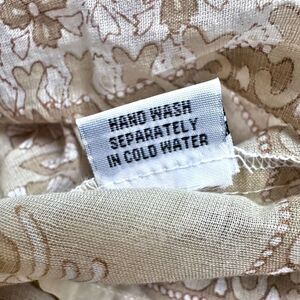 HAND WASH
SEPARATELY
IN COLD WATER